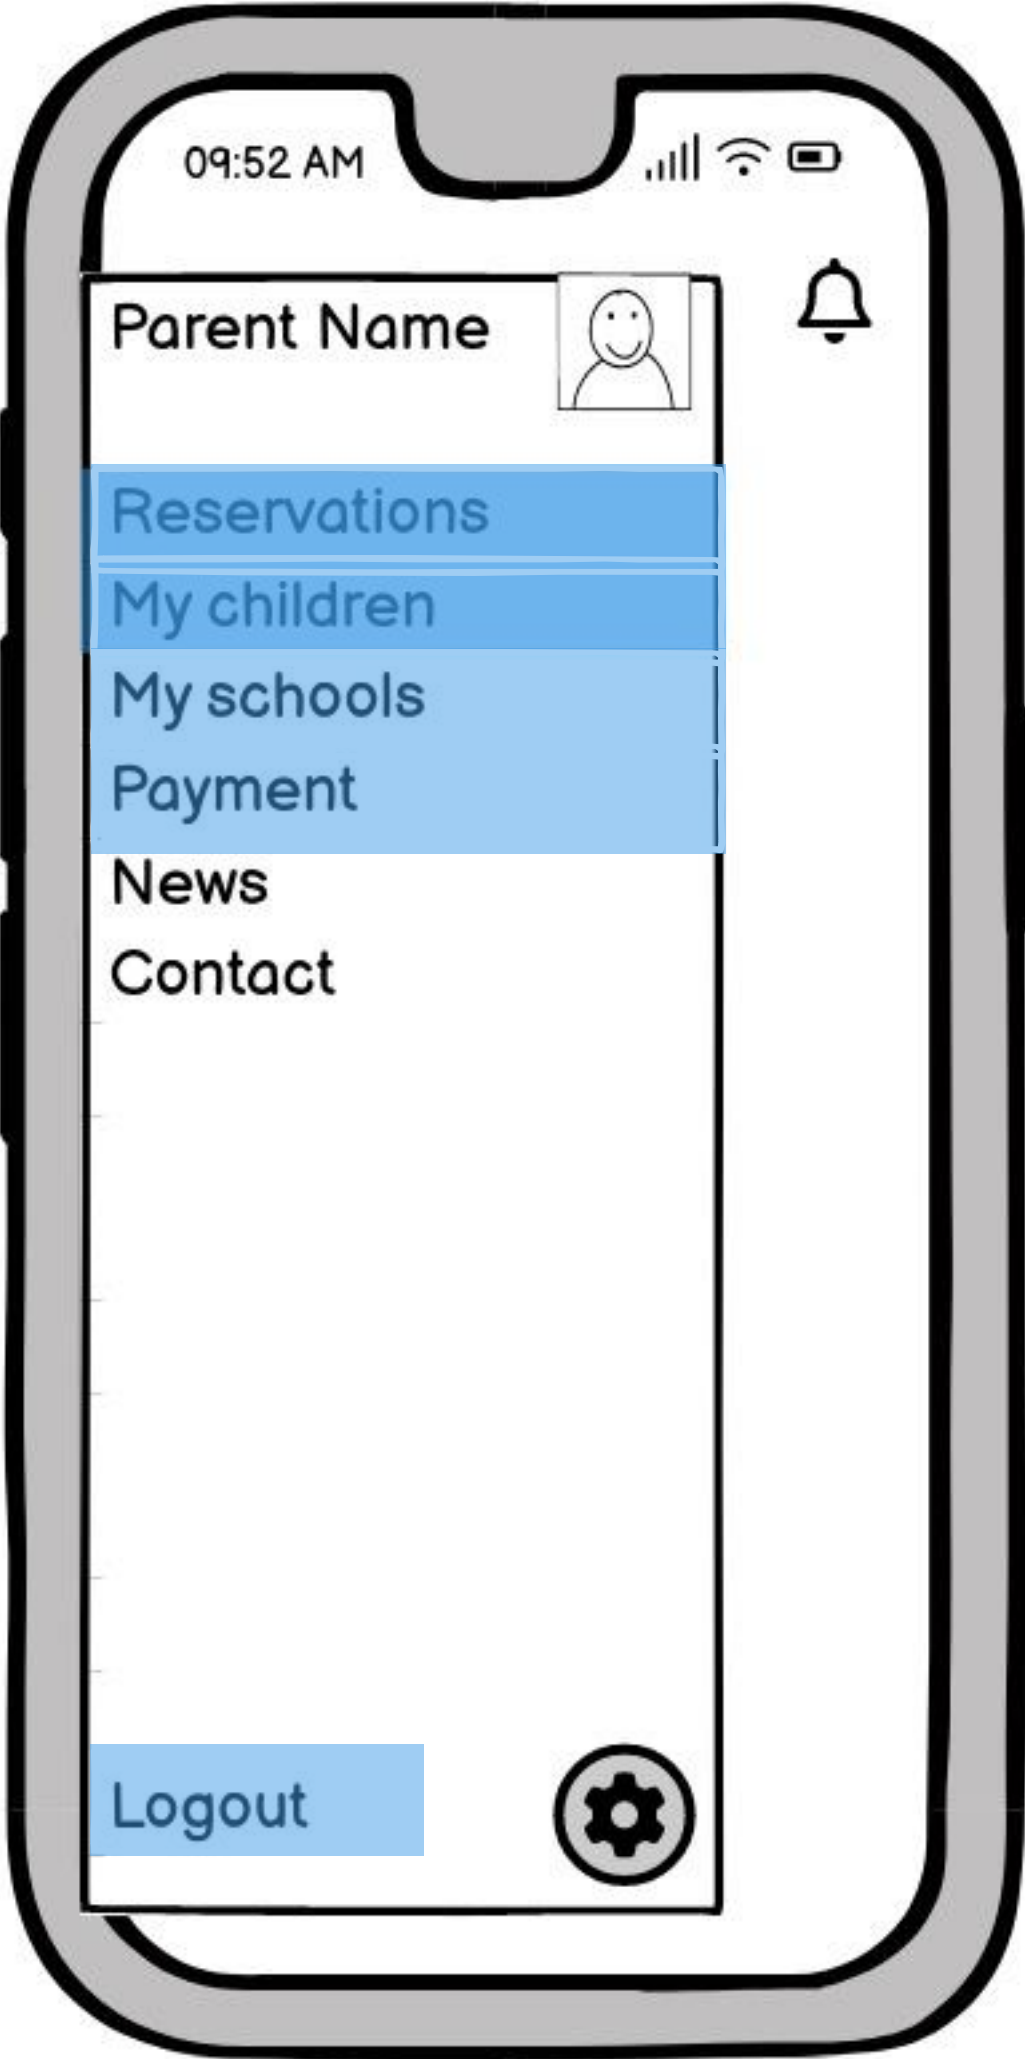 09:52 AM
Parent Name
Reservations
My children
My schools
Payment
News
Contact
Logout